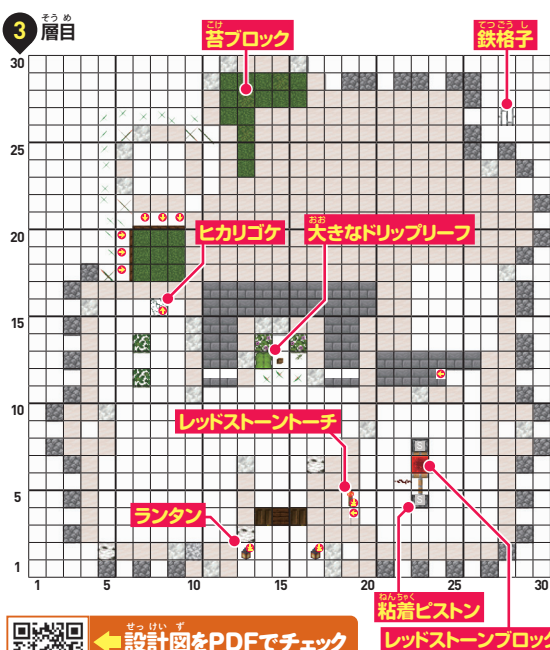 3 層目
そうめ
苔ブロック
こけ
鉄格子
てつごうし
30
25
20
15
10
5
1
ヒカリゴケ
大きなドリップリーフ
おお
レッドストーントーチ
ランタン
1 5 10 15 20 25 30
粘着ピストン
ねんちゃく
レッドストーンブロック
設計図をPDFでチェック
せっけいず